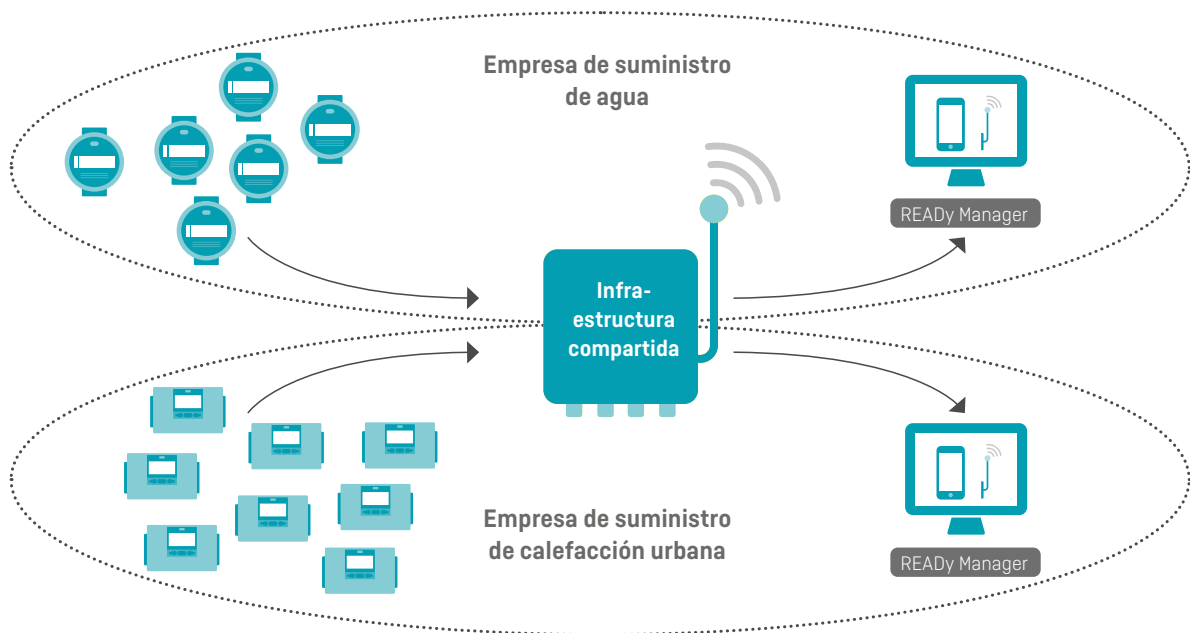 Empresa de suministro
de agua
READy Manager
Infra-
estructura
compartida
Empresa de suministro
de calefacción urbana
READy Manager